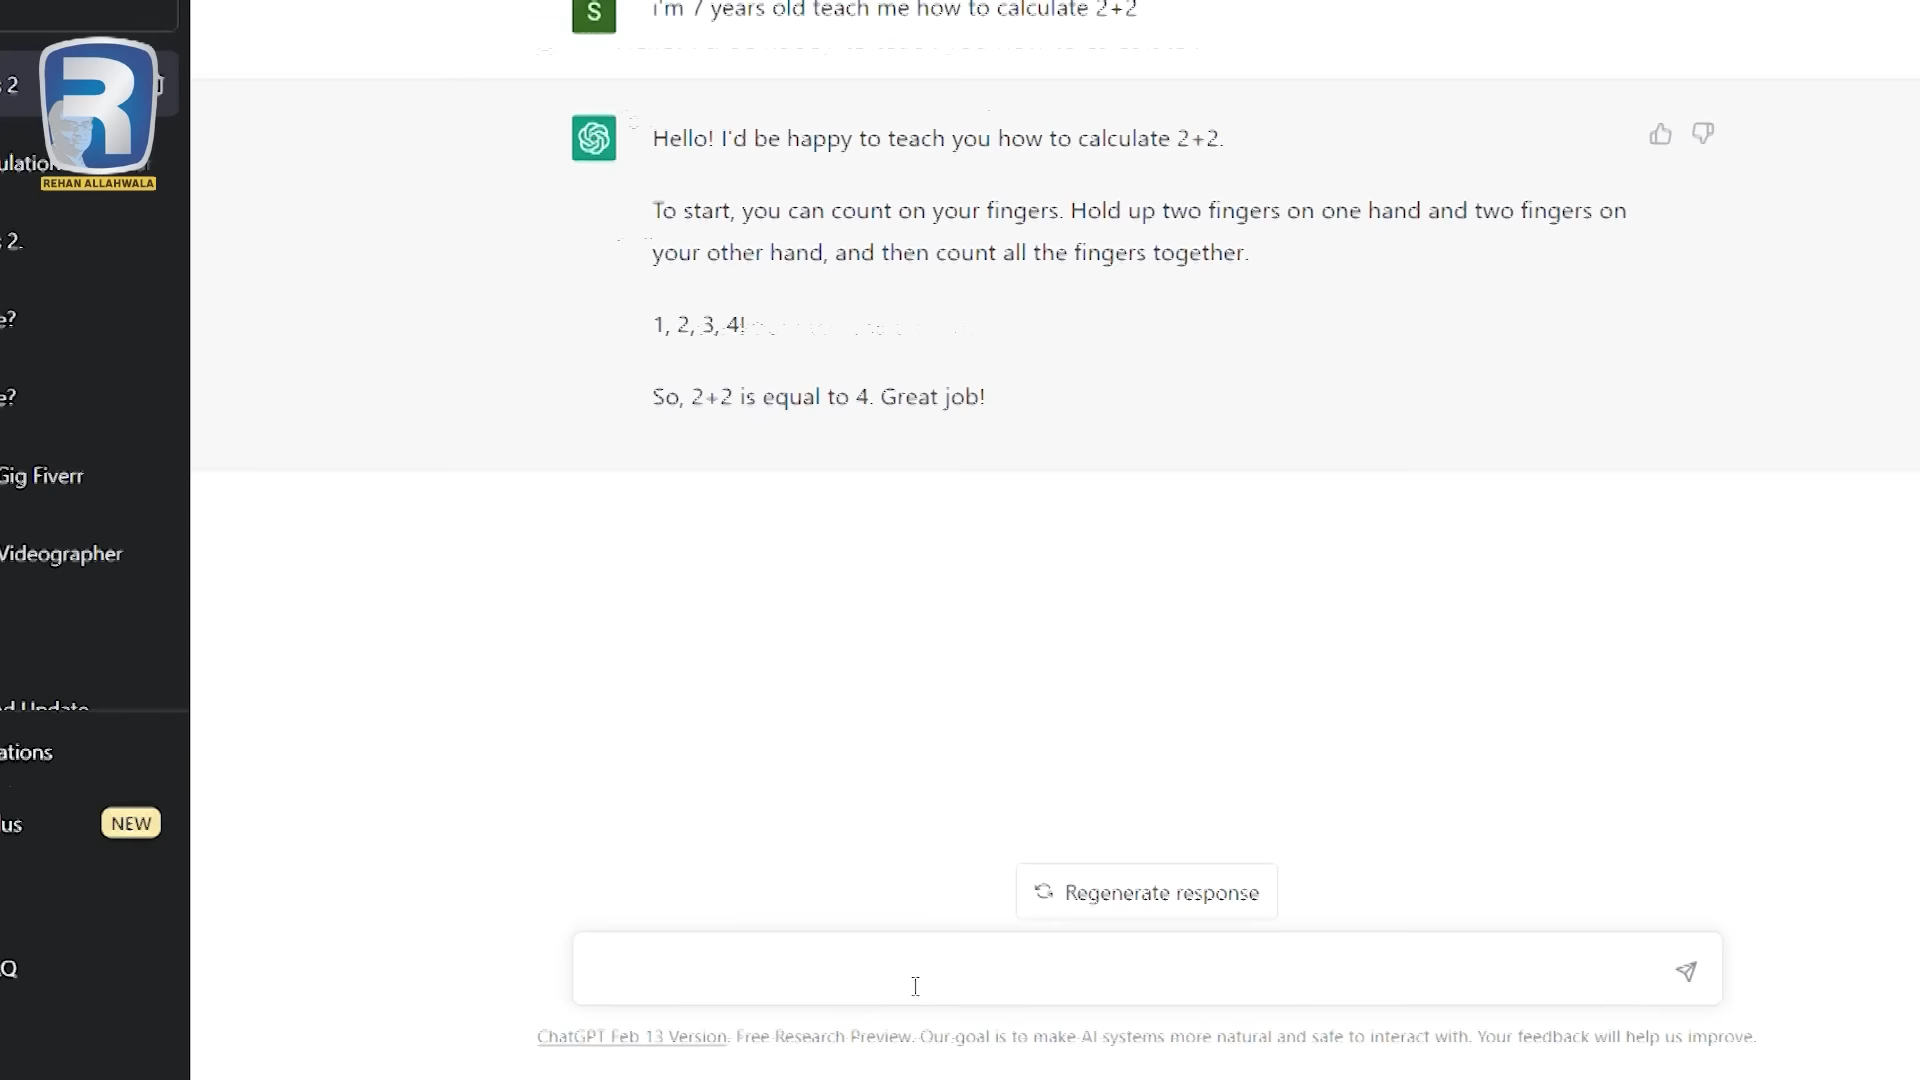 S
i'm 7 years old teach me how to calculate 2+2
2
REHAN ALLAHWALA
Hello! I'd be happy to teach you how to calculate 2+2.
To start, you can count on your fingers. Hold up two fingers on one hand and two fingers on
your other hand, and then count all the fingers together.
1, 2, 3, 4!
So, 2+2 is equal to 4. Great job!
2.
e?
e?
Gig Fiverr
Videographer
d Update
ations
lus
NEW
Q
Regenerate response
ChatGPT Feb 13 Version. Free Research Preview. Our goal is to make AI systems more natural and safe to interact with. Your feedback will help us improve.